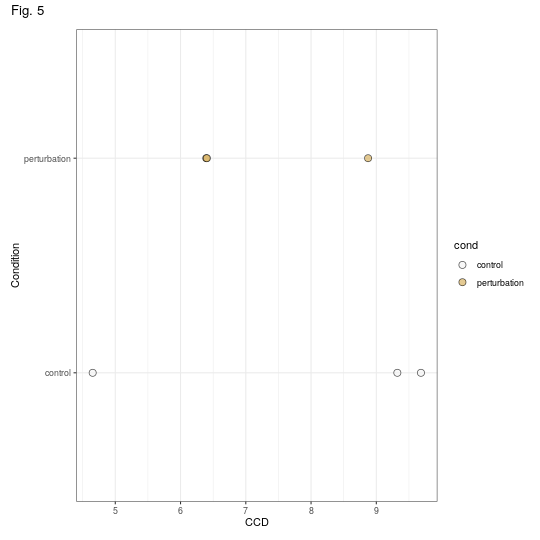 Fig. 5
perturbation
control
Condition
5 6 7 8 9
CCD
cond
control
perturbation